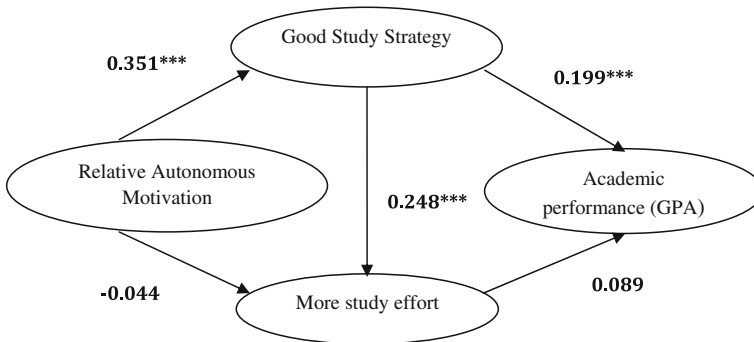 Good Study Strategy
0.351***
0.199***
Relative Autonomous
Motivation
Academic
performance (GPA)
0.248***
-0.044
More study effort
0.089